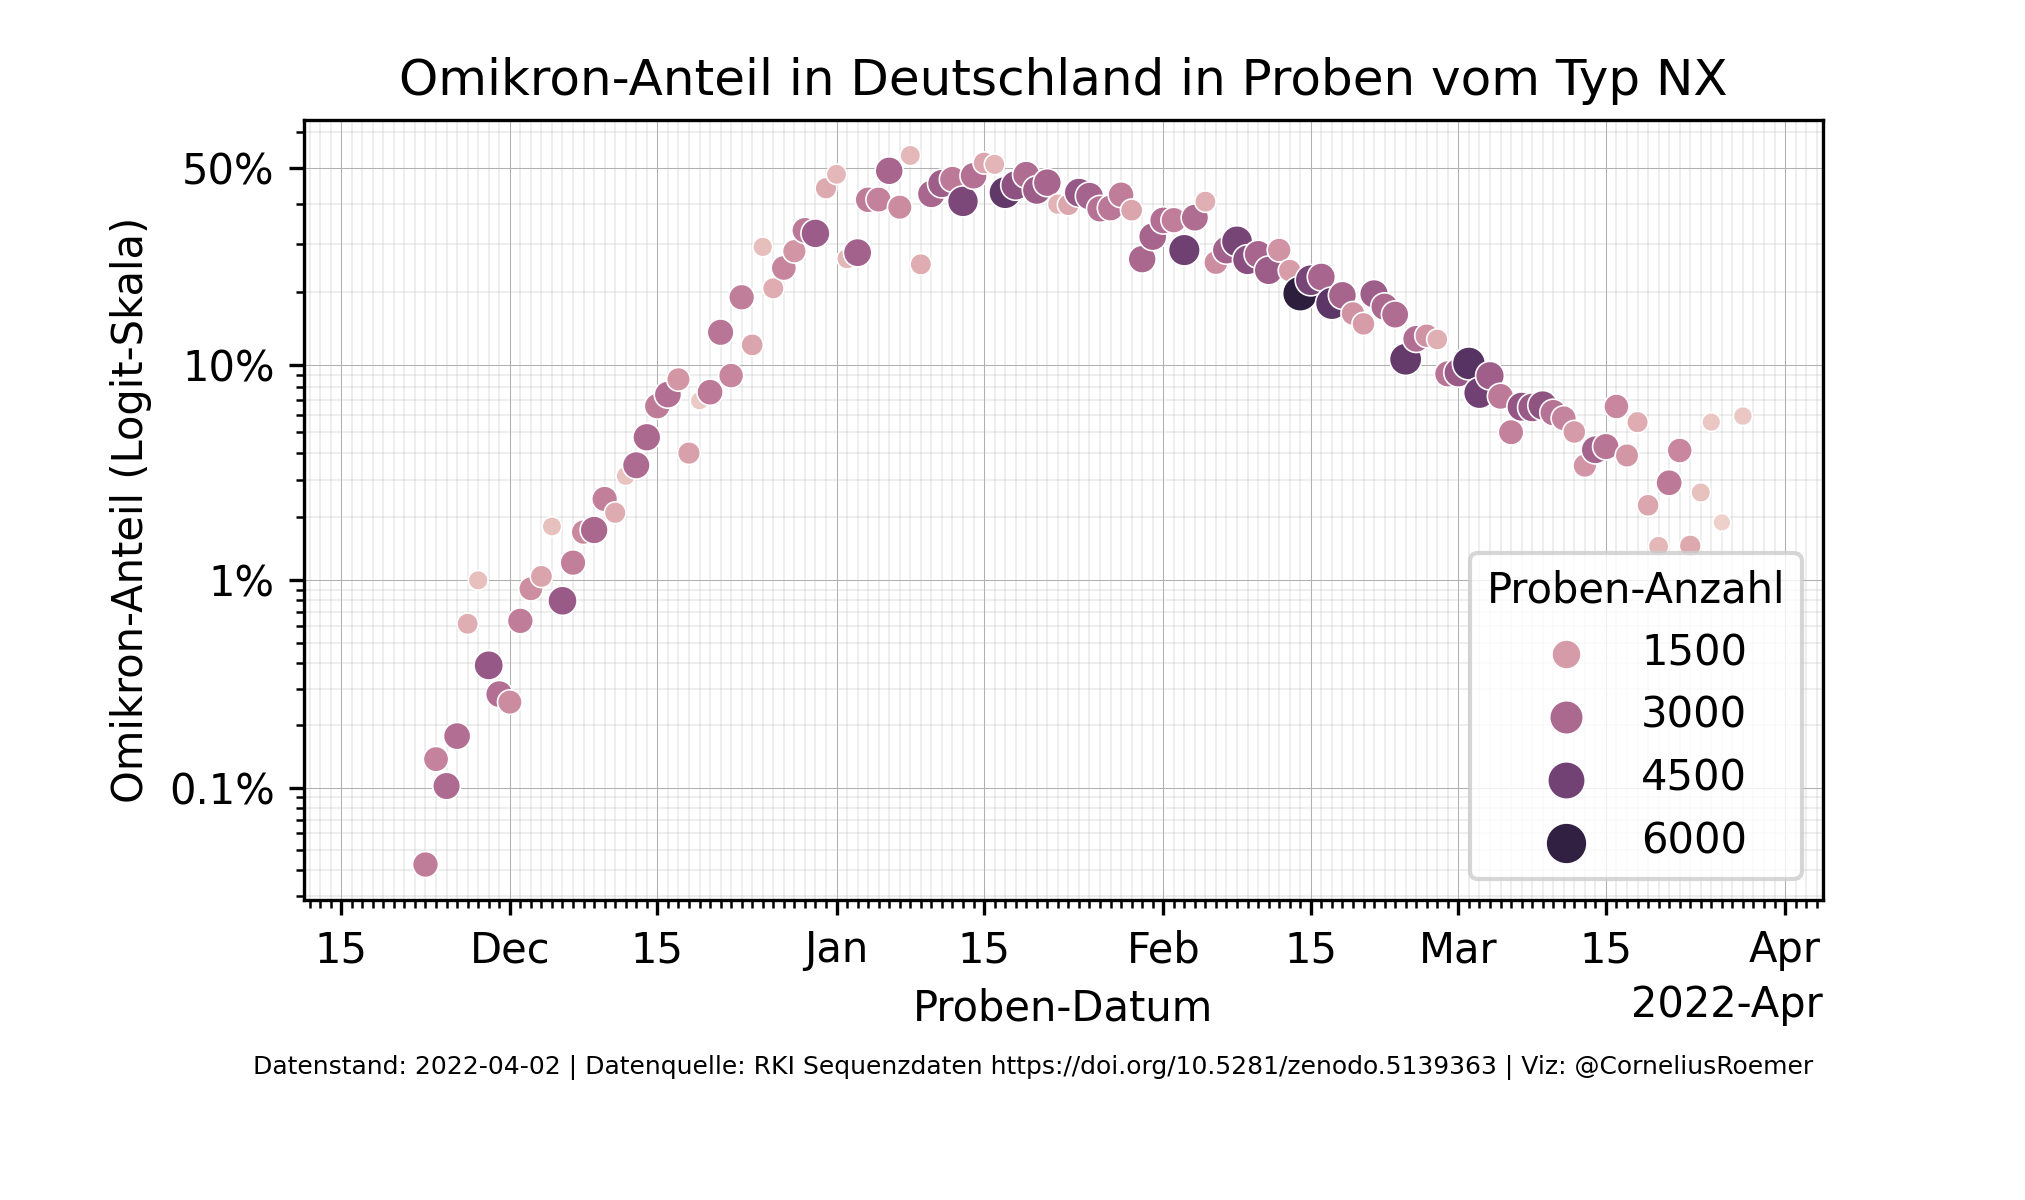 Omikron-Anteil in Deutschland in Proben vom Typ NX
Omikron-Anteil (Logit-Skala)
50%
10%
1%
0.1%
Proben-Anzahl
1500
3000
4500
6000
15 Dec 15 Jan 15 Feb 15 Mar 15 Apr
Proben-Datum
2022-Apr
Datenstand: 2022-04-02 | Datenquelle: RKI Sequenzdaten https://doi.org/10.5281/zenodo.5139363 | Viz: @CorneliusRoemer